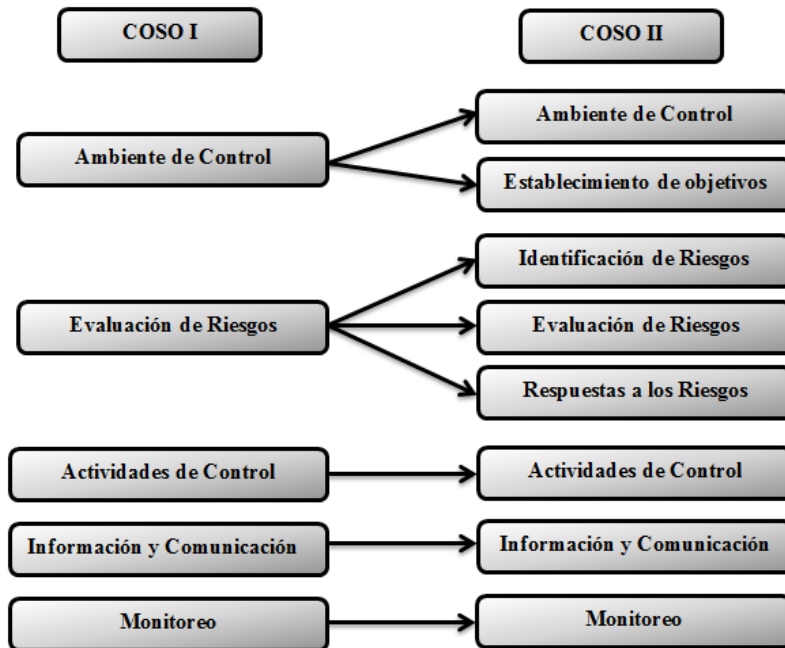 COSO I
COSO II
Ambiente de Control
Ambiente de Control
Establecimiento de objetivos
Evaluación de Riesgos
Identificación de Riesgos
Evaluación de Riesgos
Respuestas a los Riesgos
Actividades de Control
Actividades de Control
Información y Comunicación
Información y Comunicación
Monitoreo
Monitoreo